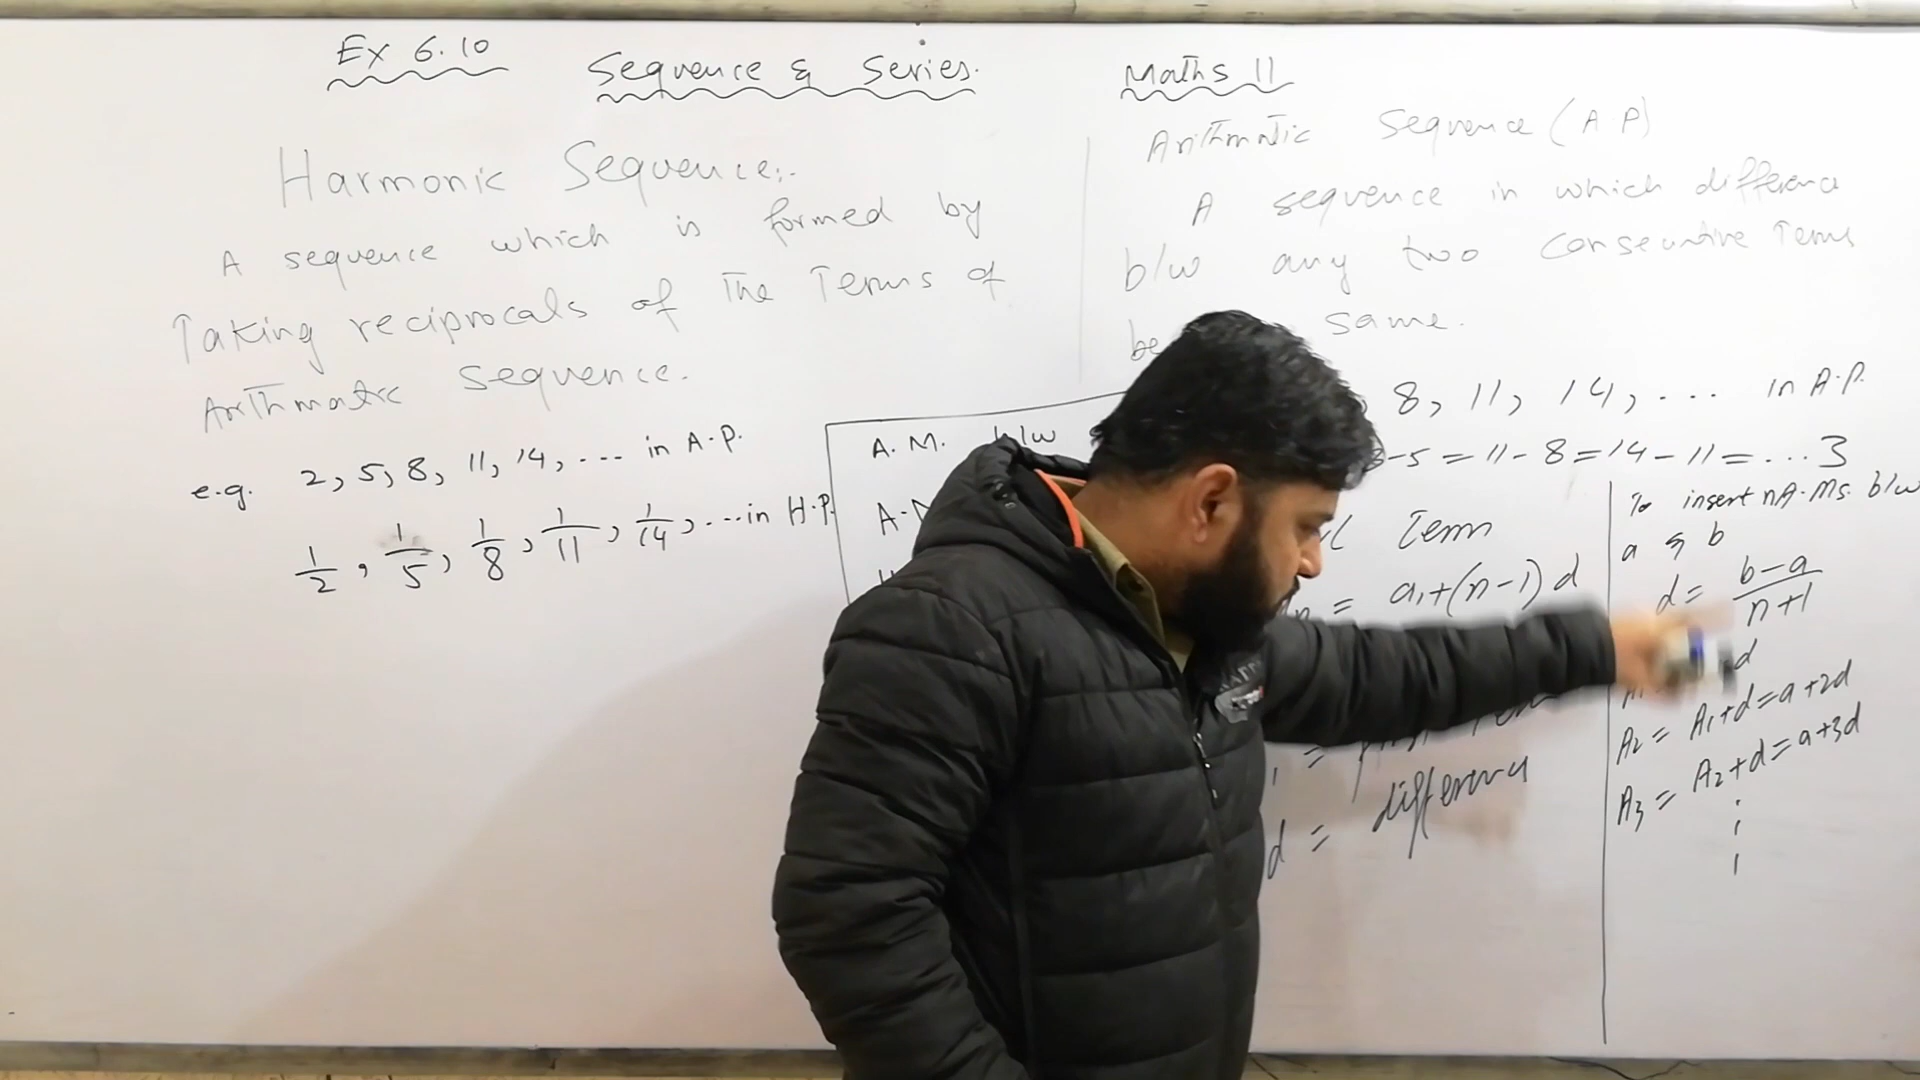 Ex 6.10
Sequence & Series.
Maths 11
Harmonic Sequence:-
A sequence which is formed by
Taking reciprocals of The Terms of
Arithmatic sequence.
e.g. 2, 5, 8, 11, 14, ... in A.P.
1/2, 1/5, 1/8, 1/11, 1/14, ... in H.P.
A.M. b/w
Arithmatic Sequence (A.P)
A sequence in which difference
b/w any two Consecutive Terms
be same.
8, 11, 14, ... in A.P.
8-5 = 11-8 = 14-11 = ... 3
Term
= a₁+(n-1)d
=
d = difference
To insert n A.Ms. b/w
a & b
d = b-a/n+1
d
A₂ = A₁+d = a+2d
A₃ = A₂+d = a+3d